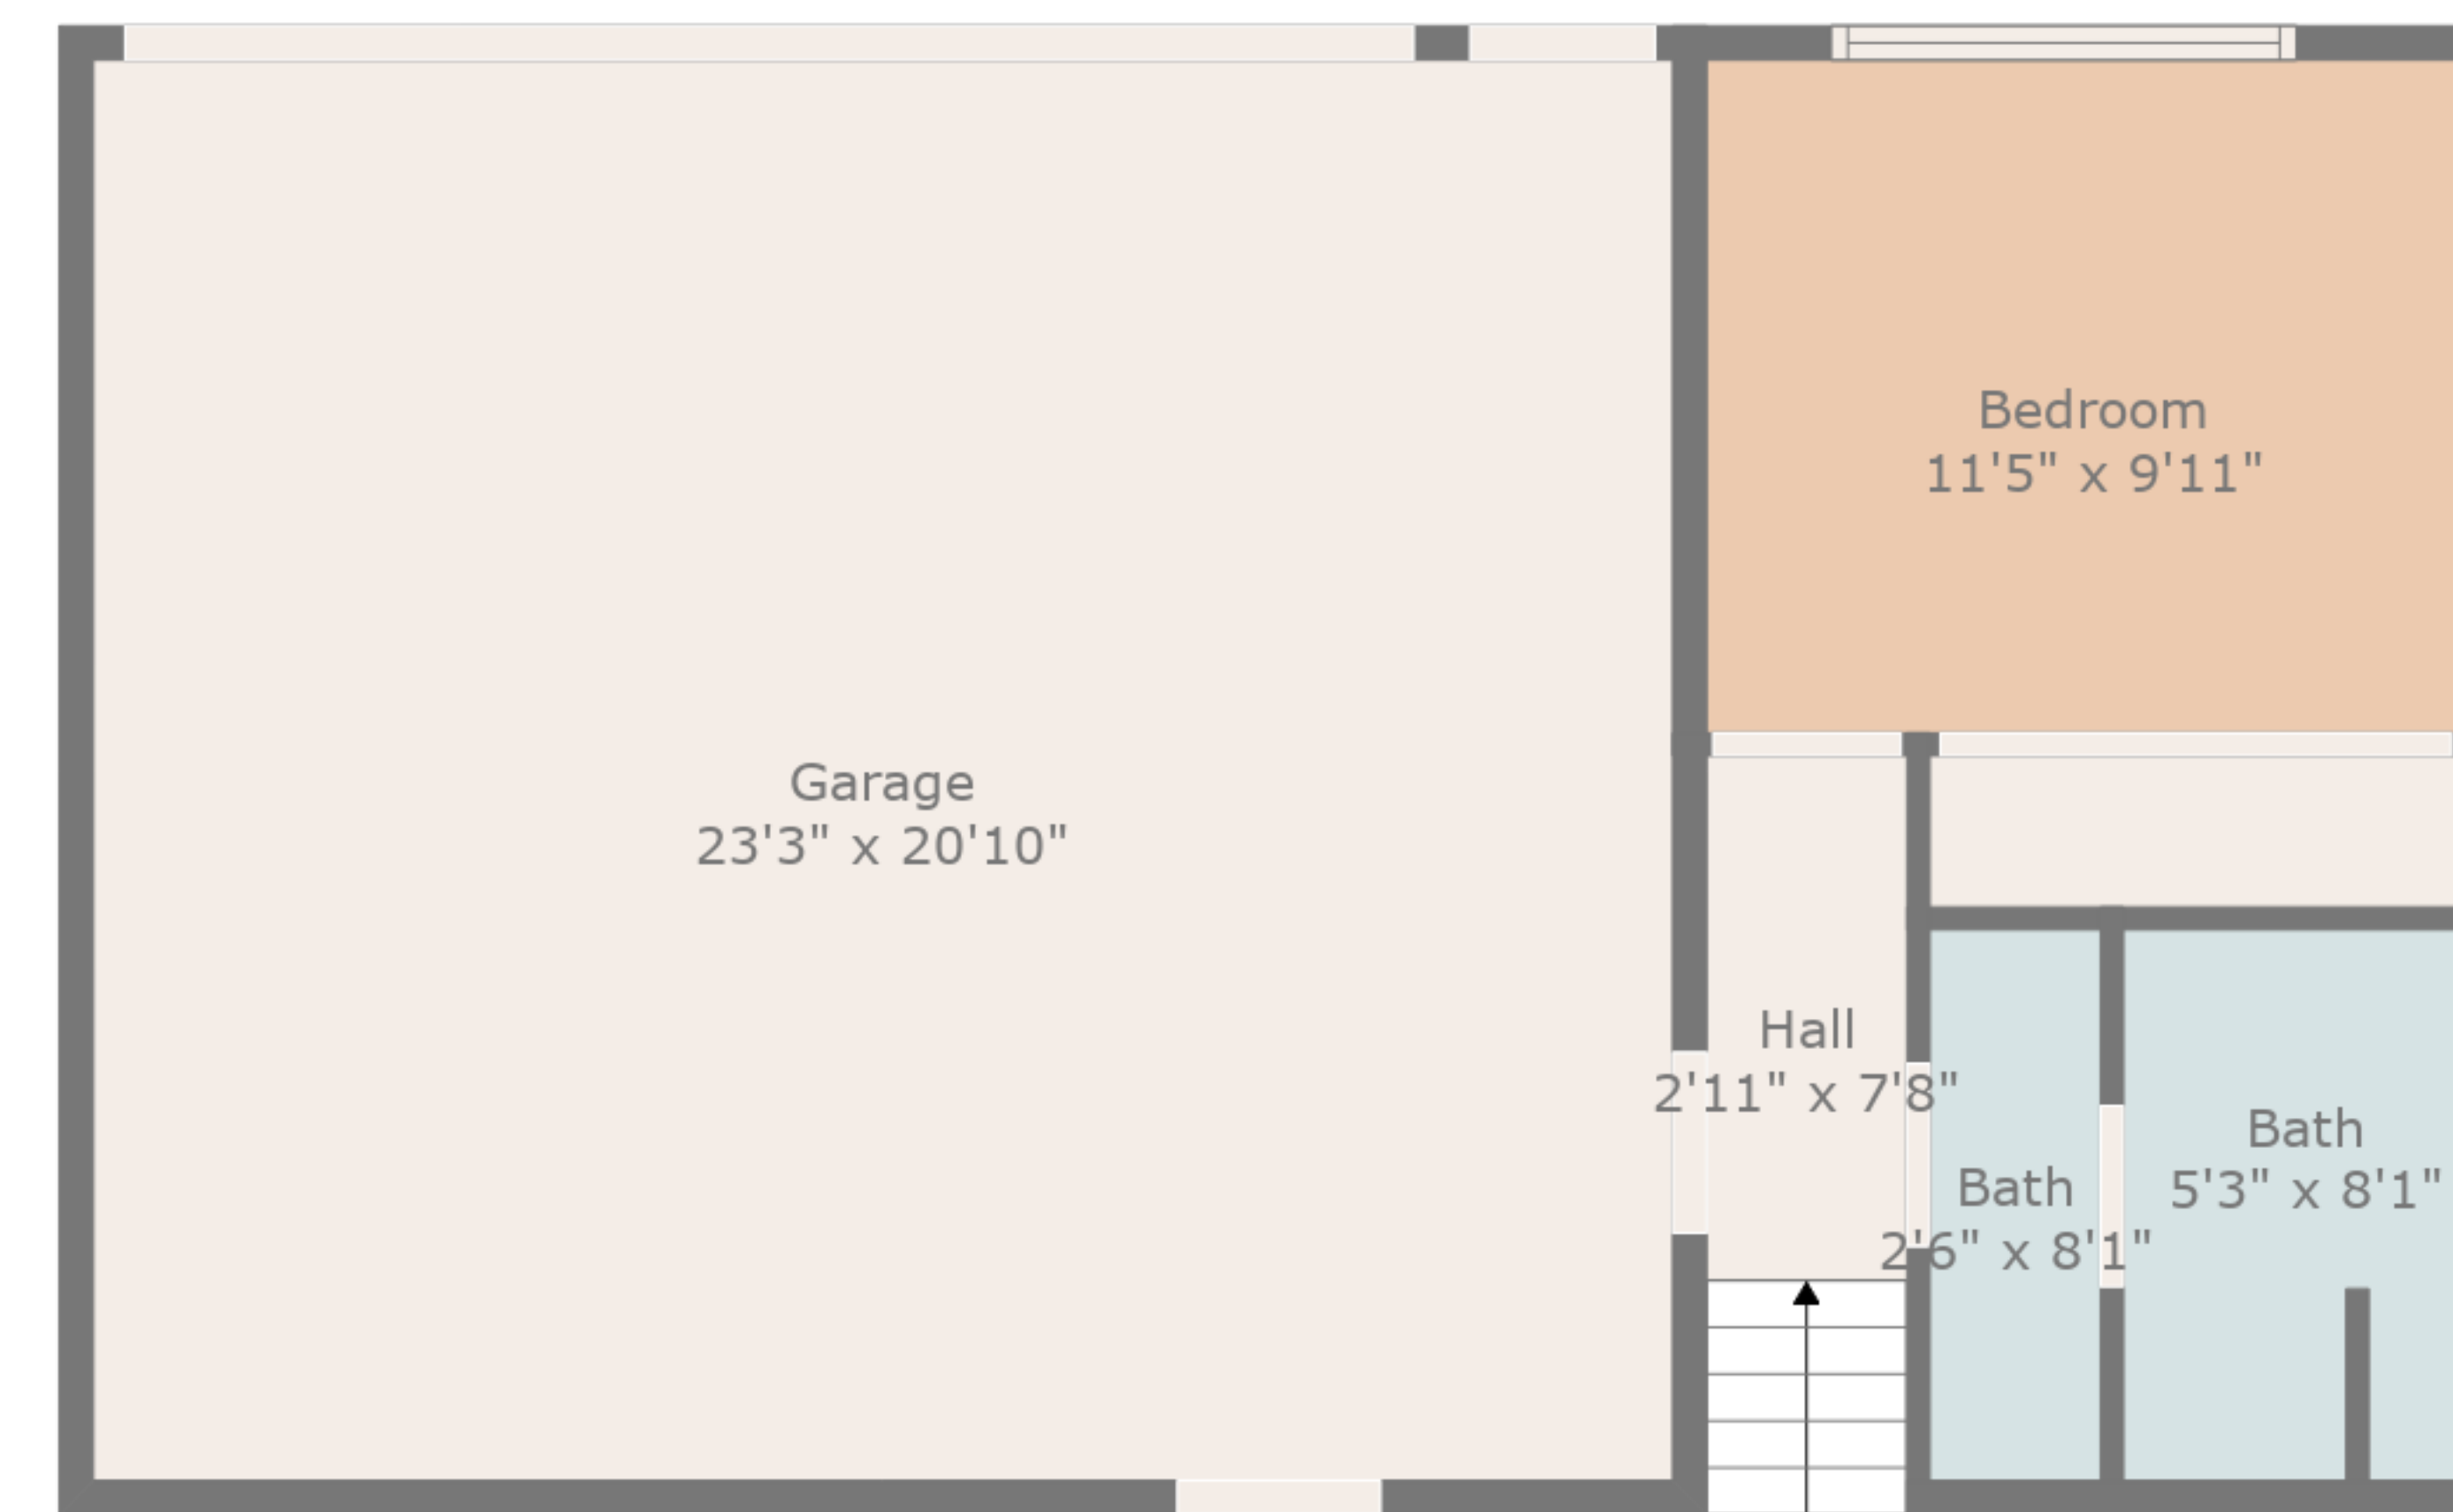 Bedroom
11'5" x 9'11"
Garage
23'3" x 20'10"
Hall
2'11" x 7'8"
Bath
5'3" x 8'1"
Bath
2'6" x 8'1"